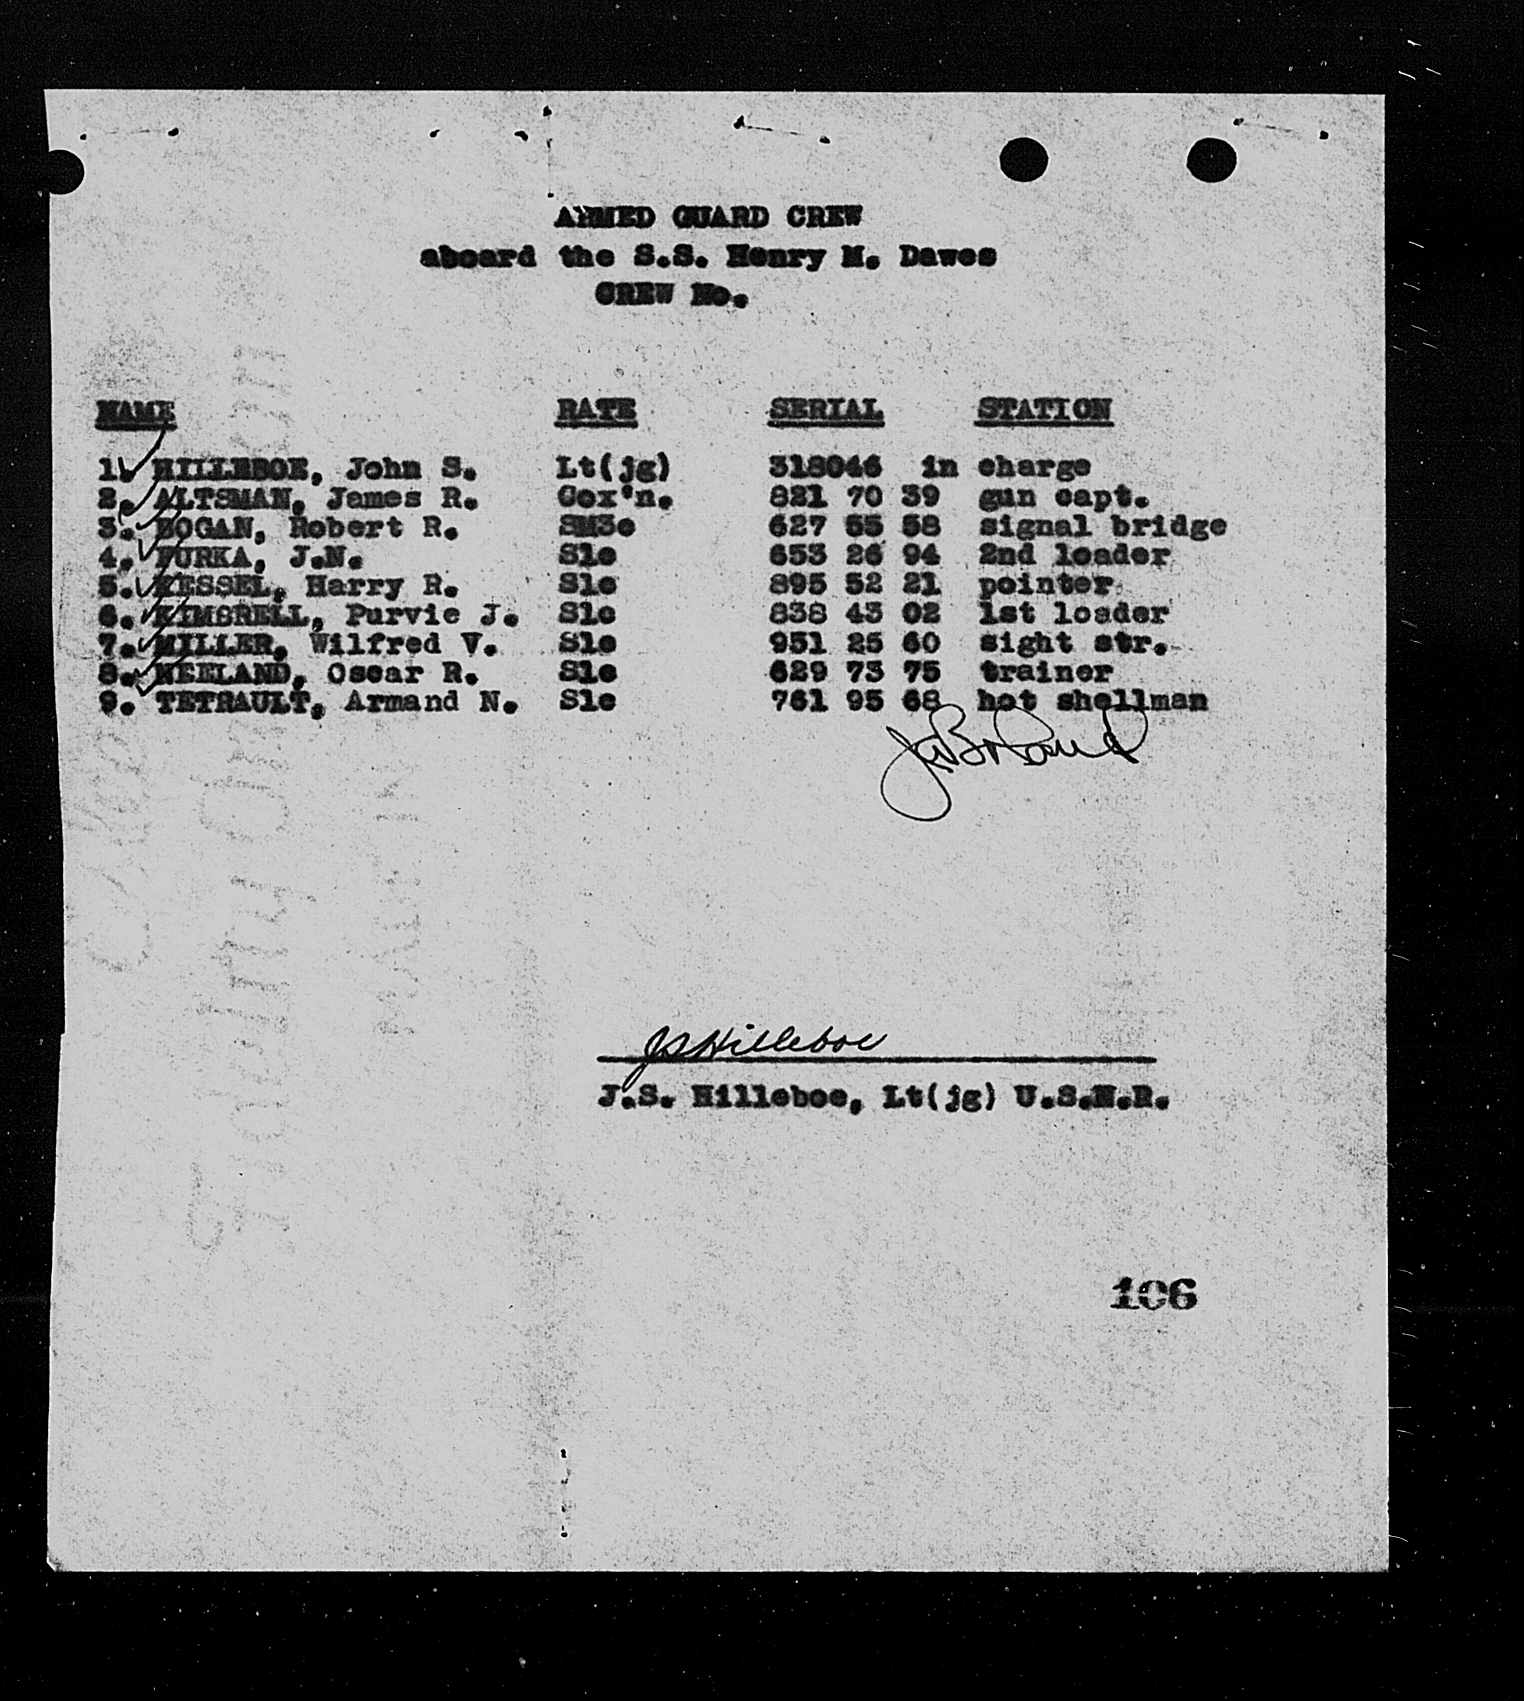 ARMED GUARD CREW
aboard the S.S. Henry M. Dawes
CREW No.
NAME RATE SERIAL STATION
1. HILLEBOE, John S. Lt(jg) 318046 in charge
2. ALTSMAN, James R. Cox'n. 821 70 39 gun capt.
3. BOGAN, Robert R. SM3c 627 55 58 signal bridge
4. FURKA, J.N. S1c 653 26 94 2nd loader
5. KESSEL, Harry R. S1c 895 52 21 pointer
6. KIMBRELL, Purvie J. S1c 838 43 02 1st loader
7. MILLER, Wilfred V. S1c 951 25 60 sight str.
8. NEELAND, Oscar R. S1c 629 73 75 trainer
9. TETRAULT, Armand N. S1c 761 95 68 hot shellman
JS Hilleboe
J.S. Hilleboe, Lt(jg) U.S.N.R.
106